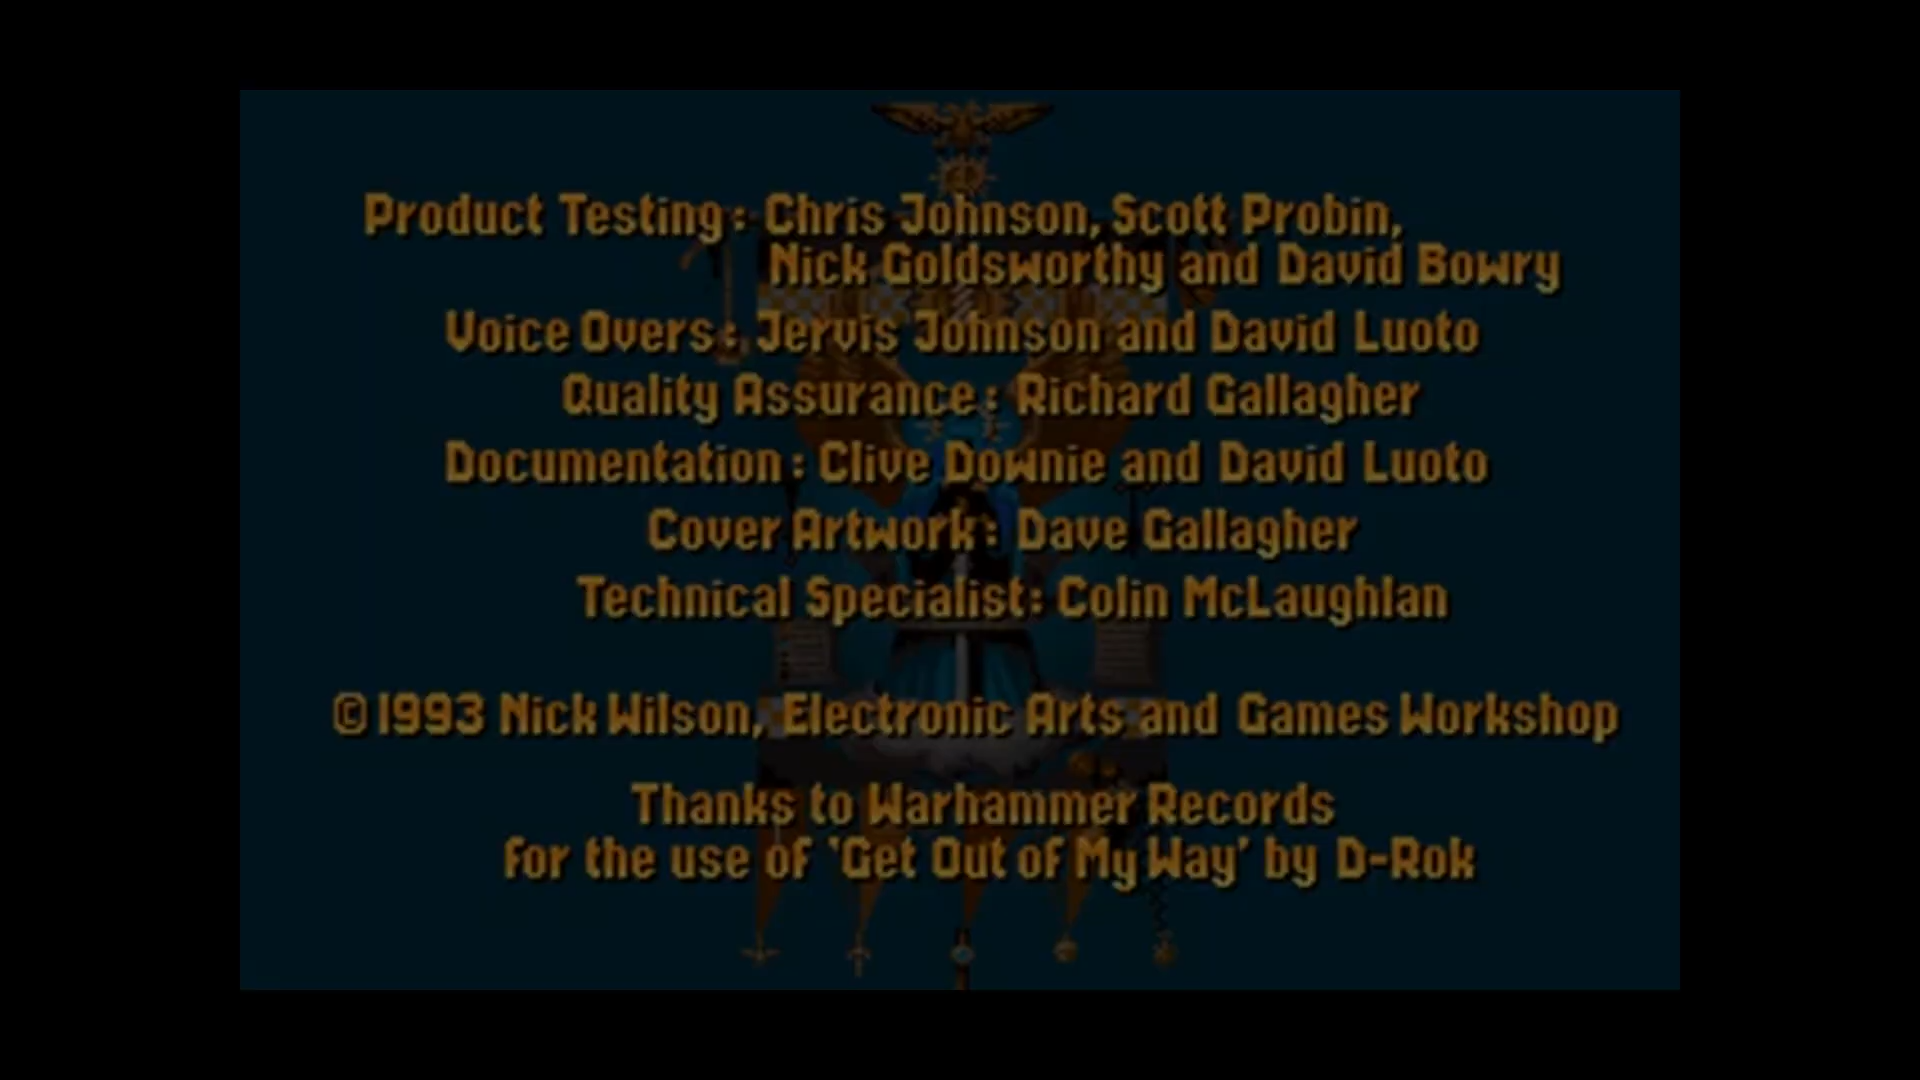 Product Testing: Chris Johnson, Scott Probin,
Nick Goldsworthy and David Bowry
Voice Overs: Jervis Johnson and David Luoto
Quality Assurance: Richard Gallagher
Documentation: Clive Downie and David Luoto
Cover Artwork: Dave Gallagher
Technical Specialist: Colin McLaughlan
©1993 Nick Wilson, Electronic Arts and Games Workshop
Thanks to Warhammer Records
for the use of 'Get Out of My Way' by D-Rok